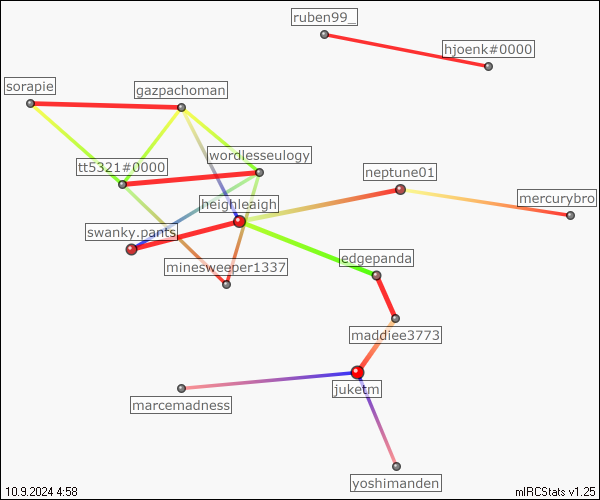 ruben99_
hjoenk#0000
sorapie
gazpachoman
wordlesseulogy
tt5321#0000
neptune01
mercurybro
heighleaigh
swanky.pants
edgepanda
minesweeper1337
maddiee3773
juketm
marcemadness
yoshimanden
10.9.2024 4:58
mIRCStats v1.25